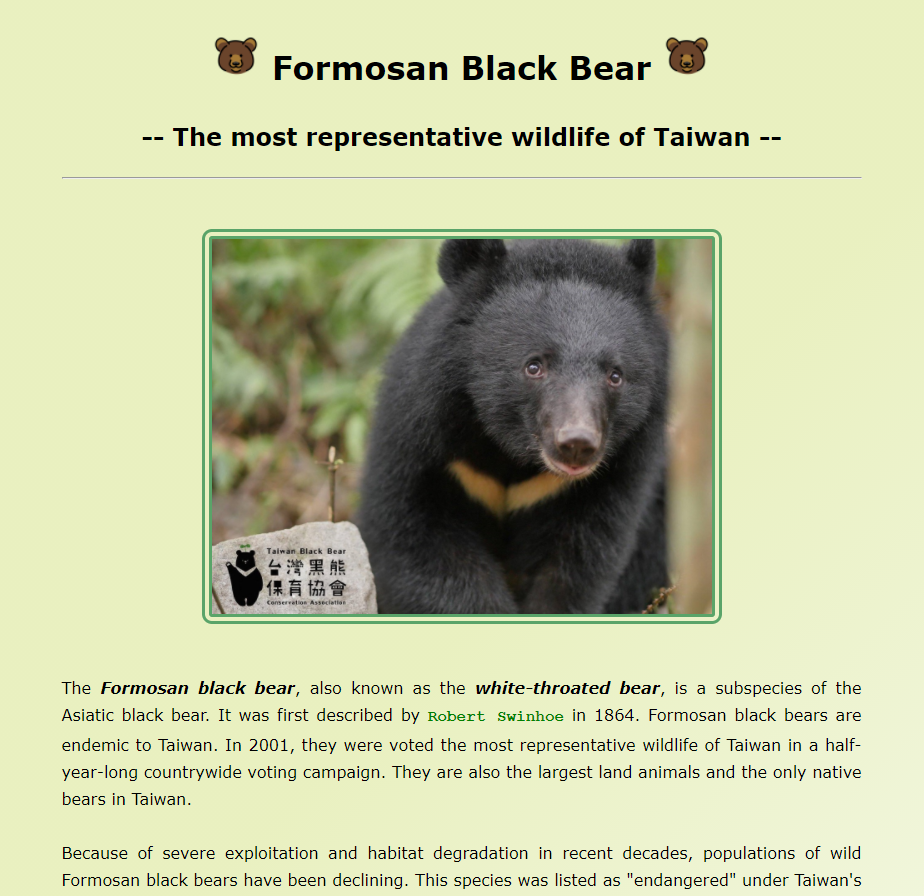 Formosan Black Bear
-- The most representative wildlife of Taiwan --
Taiwan Black Bear
台灣黑熊
保育協會
Conservation Association
The Formosan black bear, also known as the white-throated bear, is a subspecies of the
Asiatic black bear. It was first described by Robert Swinhoe in 1864. Formosan black bears are
endemic to Taiwan. In 2001, they were voted the most representative wildlife of Taiwan in a half-
year-long countrywide voting campaign. They are also the largest land animals and the only native
bears in Taiwan.
Because of severe exploitation and habitat degradation in recent decades, populations of wild
Formosan black bears have been declining. This species was listed as "endangered" under Taiwan's